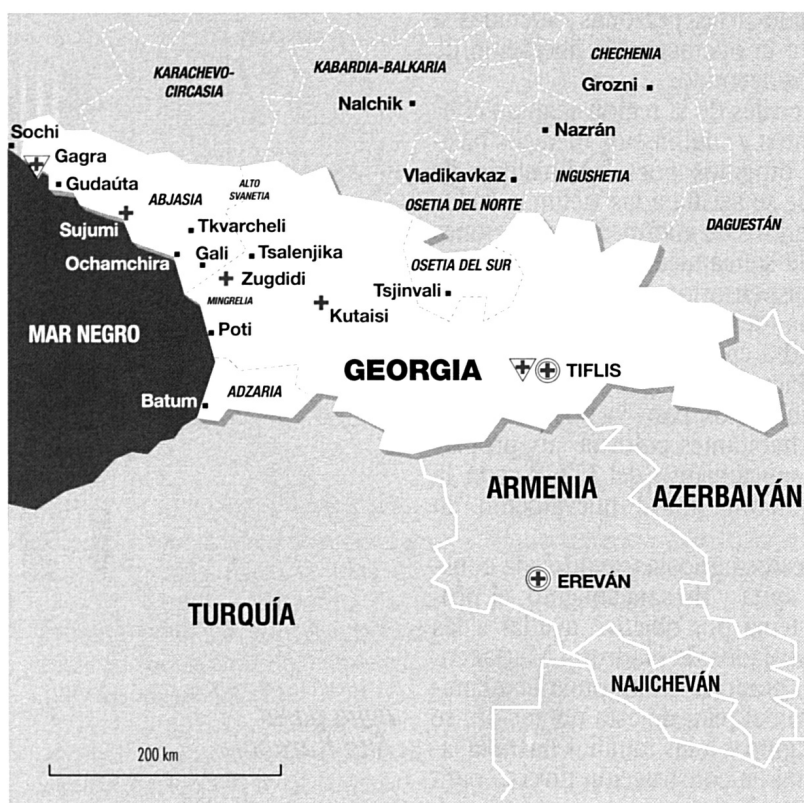 KARACHEVO-
CIRCASIA
KABARDIA-BALKARIA
CHECHENIA
Grozni
Nalchik
Nazrán
Sochi
Gagra
Gudaúta
ABJASIA
ALTO
SVANETIA
Vladikavkaz
INGUSHETIA
OSETIA DEL NORTE
DAGUESTÁN
Sujumi
Tkvarcheli
Ochamchira
Gali
Tsalenjika
OSETIA DEL SUR
Zugdidi
Tsjinvali
MINGRELIA
Kutaisi
MAR NEGRO
Poti
GEORGIA
TIFLIS
Batum
ADZARIA
ARMENIA
AZERBAIYÁN
EREVÁN
TURQUÍA
NAJICHEVÁN
200 km